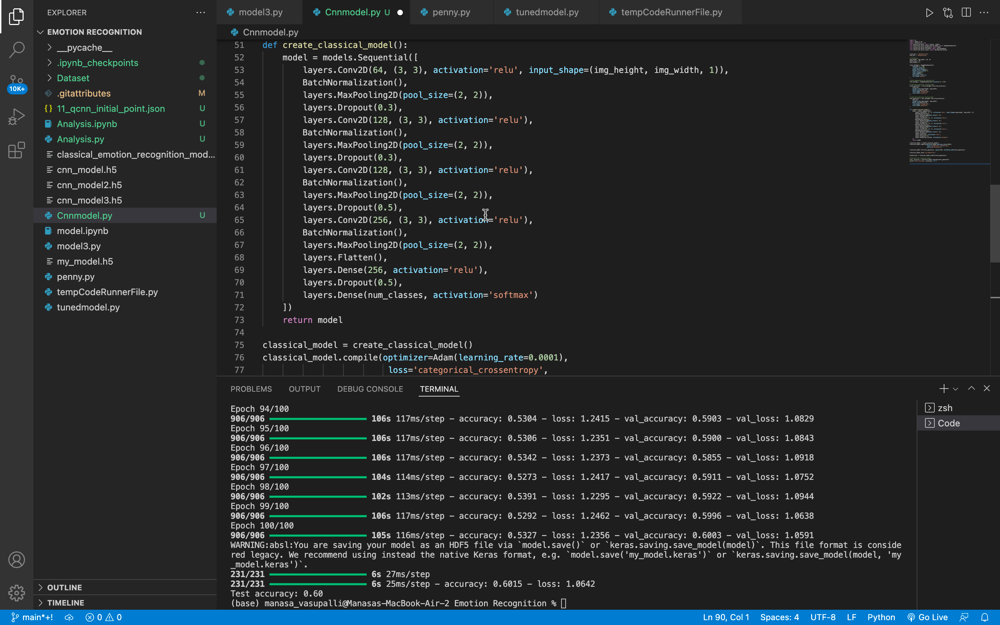 EXPLORER
EMOTION RECOGNITION
__pycache__
.ipynb_checkpoints
Dataset
.gitattributes M
11_qcnn_initial_point.json U
Analysis.ipynb U
Analysis.py U
classical_emotion_recognition_mod...
cnn_model.h5
cnn_model2.h5
cnn_model3.h5
Cnnmodel.py U
model.ipynb
model3.py
my_model.h5
penny.py
tempCodeRunnerFile.py
tunedmodel.py
OUTLINE
TIMELINE
10K+
model3.py Cnnmodel.py U penny.py tunedmodel.py tempCodeRunnerFile.py
Cnnmodel.py
51 def create_classical_model():
52 model = models.Sequential([
53 layers.Conv2D(64, (3, 3), activation='relu', input_shape=(img_height, img_width, 1)),
54 BatchNormalization(),
55 layers.MaxPooling2D(pool_size=(2, 2)),
56 layers.Dropout(0.3),
57 layers.Conv2D(128, (3, 3), activation='relu'),
58 BatchNormalization(),
59 layers.MaxPooling2D(pool_size=(2, 2)),
60 layers.Dropout(0.3),
61 layers.Conv2D(128, (3, 3), activation='relu'),
62 BatchNormalization(),
63 layers.MaxPooling2D(pool_size=(2, 2)),
64 layers.Dropout(0.5),
65 layers.Conv2D(256, (3, 3), activation='relu'),
66 BatchNormalization(),
67 layers.MaxPooling2D(pool_size=(2, 2)),
68 layers.Flatten(),
69 layers.Dense(256, activation='relu'),
70 layers.Dropout(0.5),
71 layers.Dense(num_classes, activation='softmax')
72 ])
73 return model
74
75 classical_model = create_classical_model()
76 classical_model.compile(optimizer=Adam(learning_rate=0.0001),
77 loss='categorical_crossentropy',
PROBLEMS OUTPUT DEBUG CONSOLE TERMINAL
Epoch 94/100
906/906 106s 117ms/step - accuracy: 0.5304 - loss: 1.2415 - val_accuracy: 0.5903 - val_loss: 1.0829
Epoch 95/100
906/906 106s 117ms/step - accuracy: 0.5306 - loss: 1.2351 - val_accuracy: 0.5900 - val_loss: 1.0843
Epoch 96/100
906/906 106s 117ms/step - accuracy: 0.5342 - loss: 1.2373 - val_accuracy: 0.5855 - val_loss: 1.0918
Epoch 97/100
906/906 104s 114ms/step - accuracy: 0.5273 - loss: 1.2417 - val_accuracy: 0.5911 - val_loss: 1.0752
Epoch 98/100
906/906 102s 113ms/step - accuracy: 0.5391 - loss: 1.2295 - val_accuracy: 0.5922 - val_loss: 1.0944
Epoch 99/100
906/906 106s 117ms/step - accuracy: 0.5292 - loss: 1.2462 - val_accuracy: 0.5996 - val_loss: 1.0638
Epoch 100/100
906/906 105s 116ms/step - accuracy: 0.5327 - loss: 1.2356 - val_accuracy: 0.6003 - val_loss: 1.0591
WARNING:absl:You are saving your model as an HDF5 file via `model.save()` or `keras.saving.save_model(model)`. This file format is conside
red legacy. We recommend using instead the native Keras format, e.g. `model.save('my_model.keras')` or `keras.saving.save_model(model, 'my
_model.keras')`.
231/231 6s 27ms/step
231/231 6s 25ms/step - accuracy: 0.6015 - loss: 1.0642
Test accuracy: 0.60
(base) manasa_vasupalli@Manasas-MacBook-Air-2 Emotion Recognition %
zsh
Code
main*+! 0 0 Ln 90, Col 1 Spaces: 4 UTF-8 LF Python Go Live